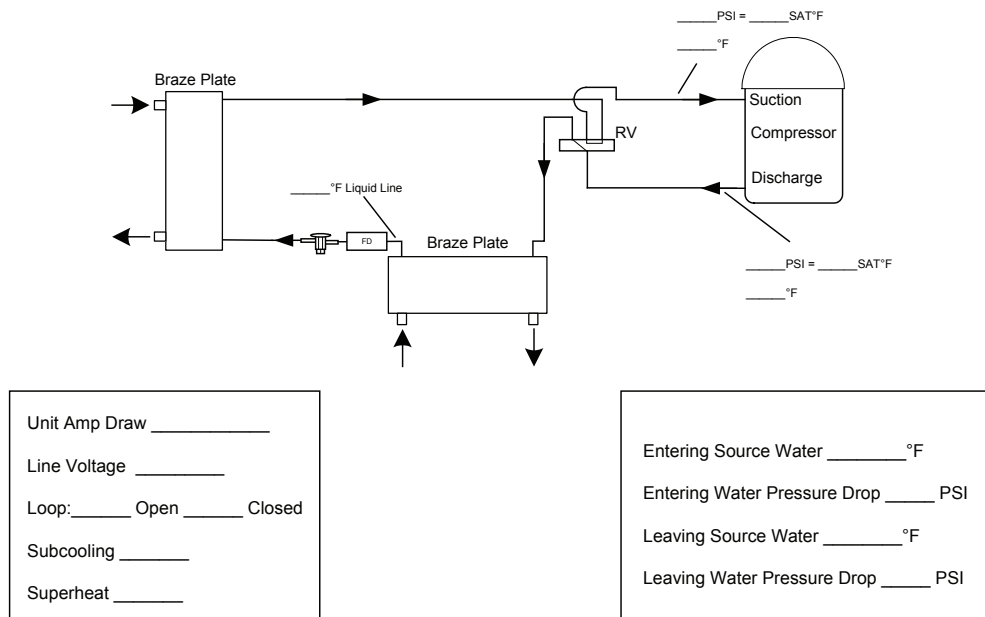 _____PSI = _____SAT°F
_____°F
Braze Plate
Suction
RV
Compressor
Discharge
_____°F Liquid Line
FD
Braze Plate
_____PSI = _____SAT°F
_____°F
Unit Amp Draw ____________
Line Voltage _________
Loop:______ Open ______ Closed
Subcooling _______
Superheat _______
Entering Source Water ________°F
Entering Water Pressure Drop _____ PSI
Leaving Source Water ________°F
Leaving Water Pressure Drop _____ PSI